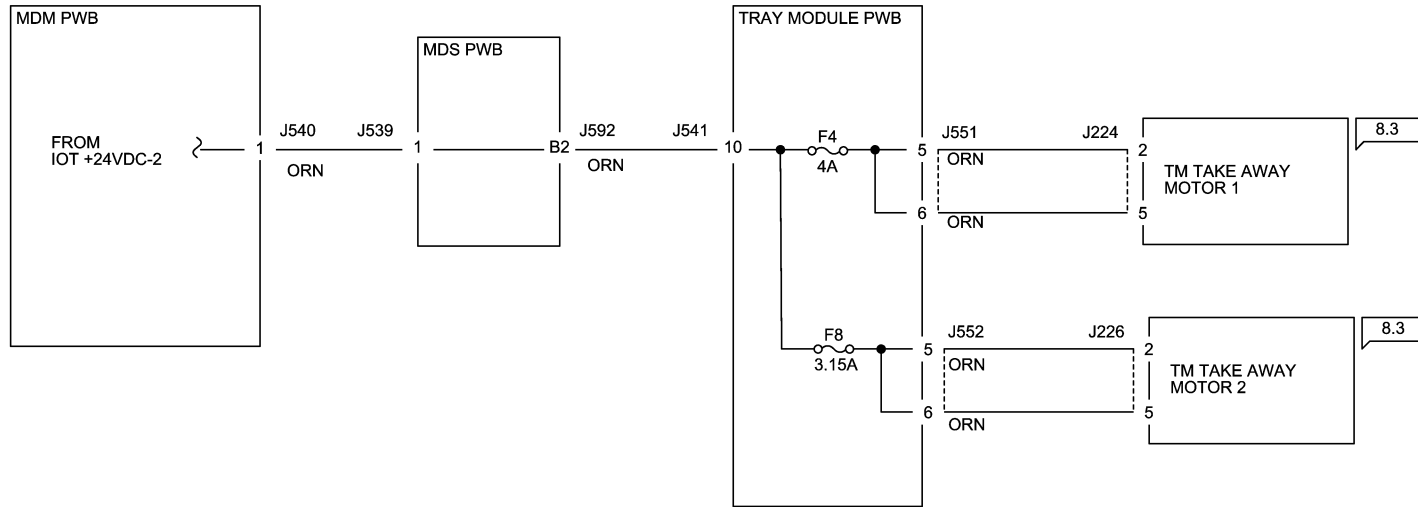 MDM PWB
FROM
IOT +24VDC-2
1
J540
ORN
J539
MDS PWB
1
B2
J592
ORN
J541
TRAY MODULE PWB
10
F4
4A
5
6
J551
ORN
ORN
J224
2
5
TM TAKE AWAY
MOTOR 1
8.3
F8
3.15A
5
6
J552
ORN
ORN
J226
2
5
TM TAKE AWAY
MOTOR 2
8.3